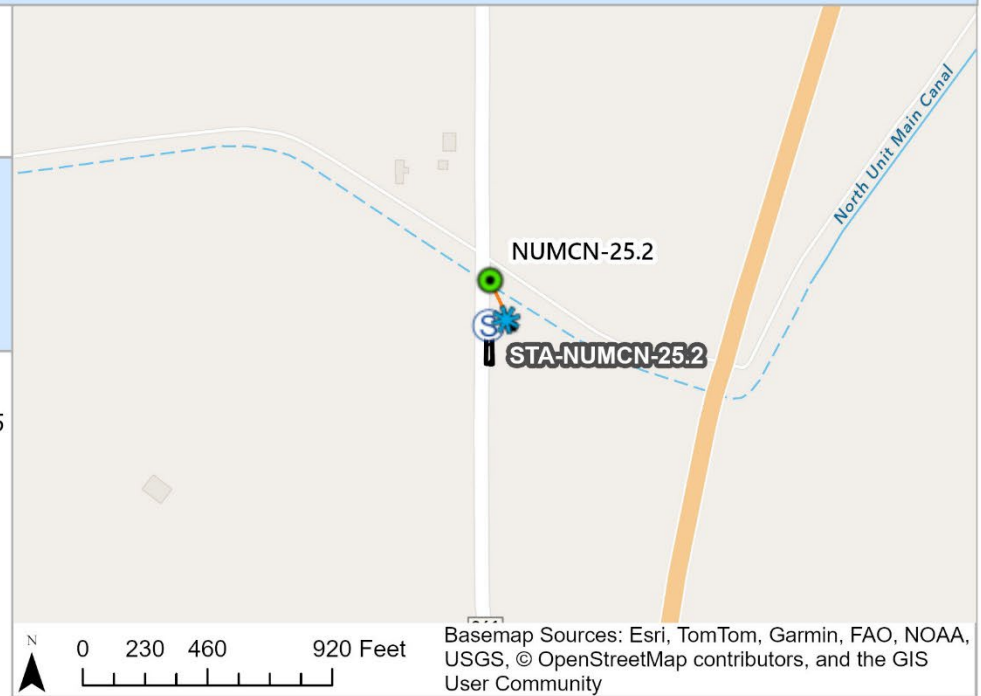 North Unit Main Canal
NUMCN-25.2
S
STA-NUMCN-25.2
5
N
0 230 460 920 Feet
Basemap Sources: Esri, TomTom, Garmin, FAO, NOAA,
USGS, © OpenStreetMap contributors, and the GIS
User Community